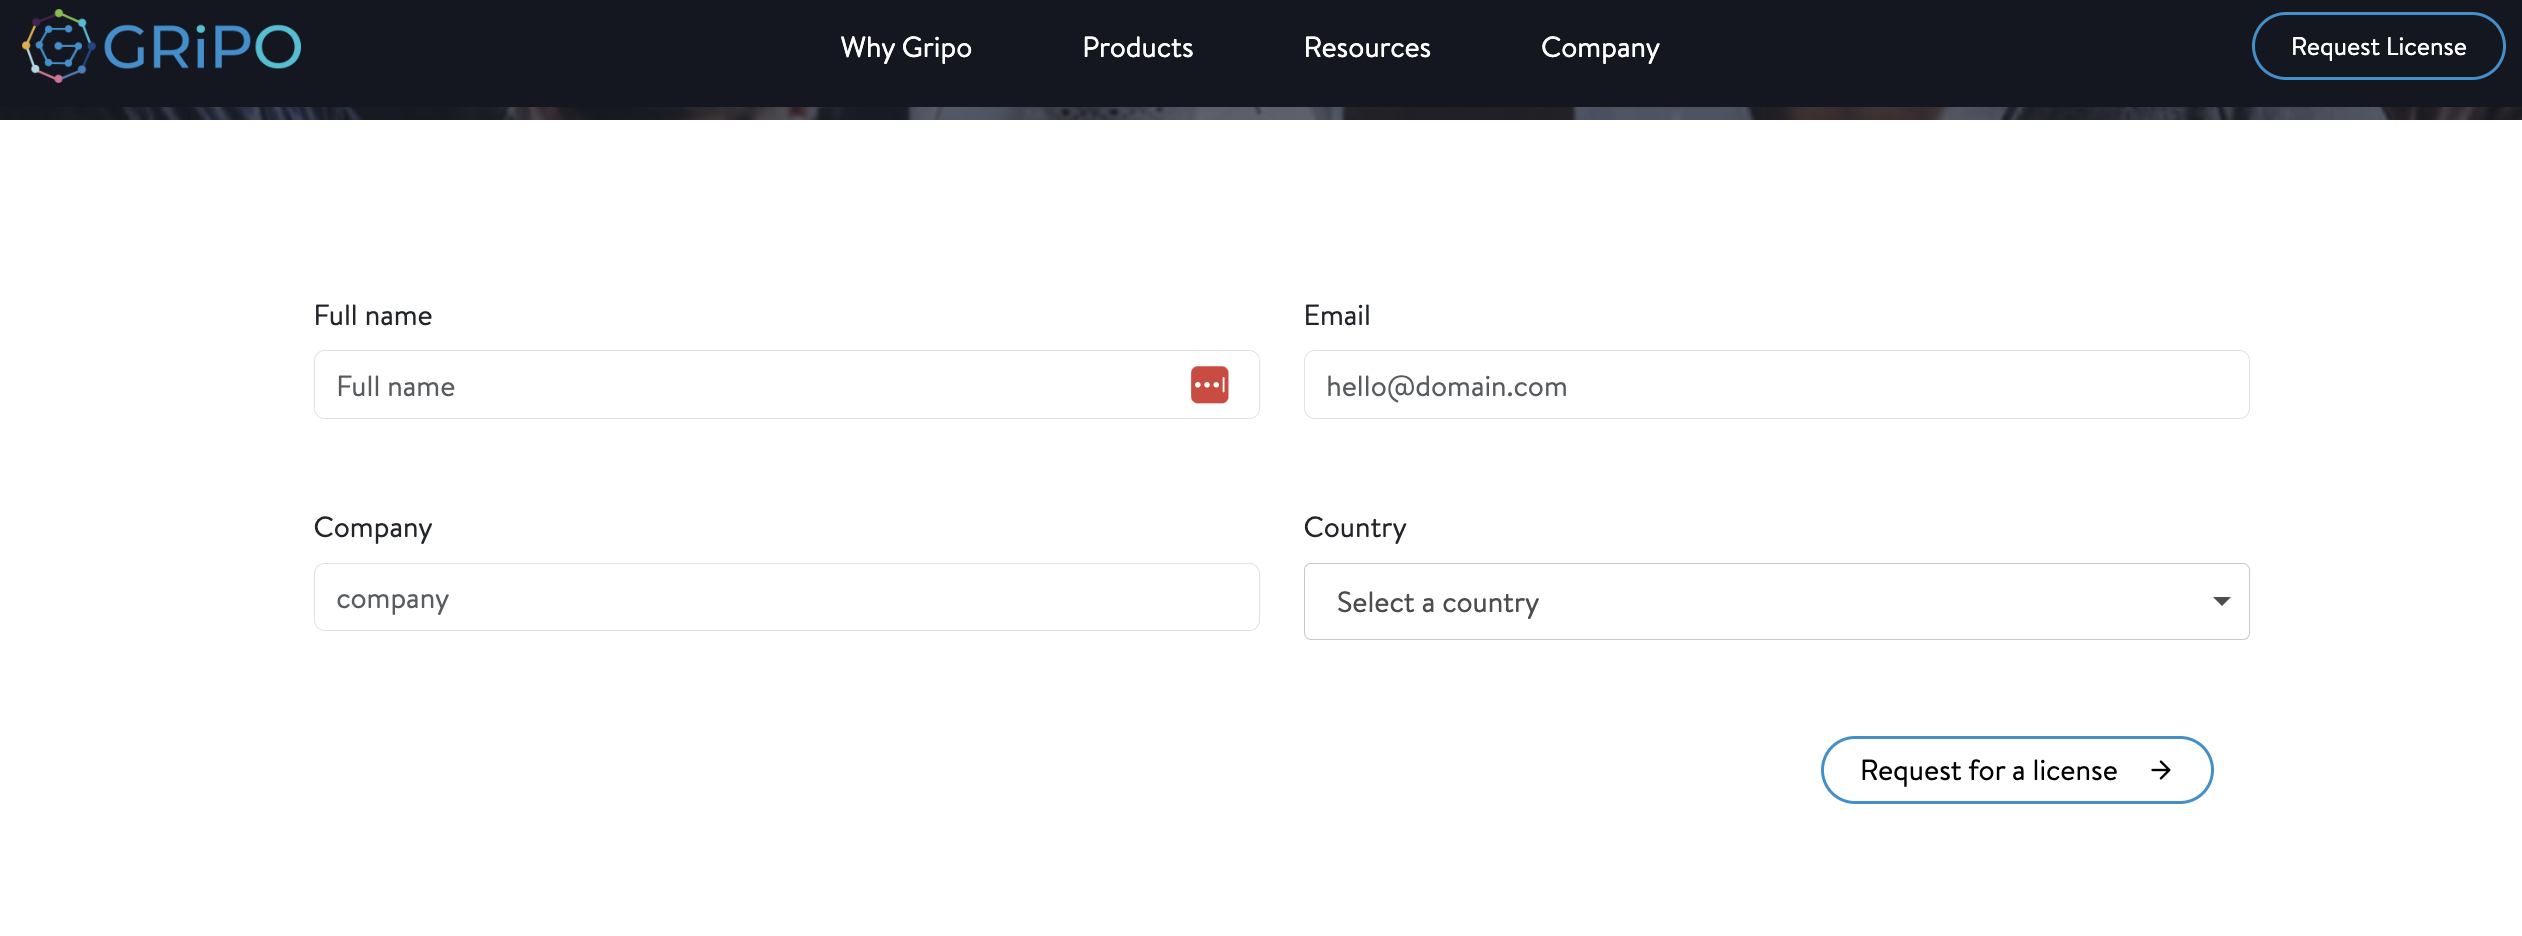 GRiPO
Why Gripo
Products
Resources
Company
Request License
Full name
Email
Full name
hello@domain.com
Company
Country
company
Select a country
Request for a license